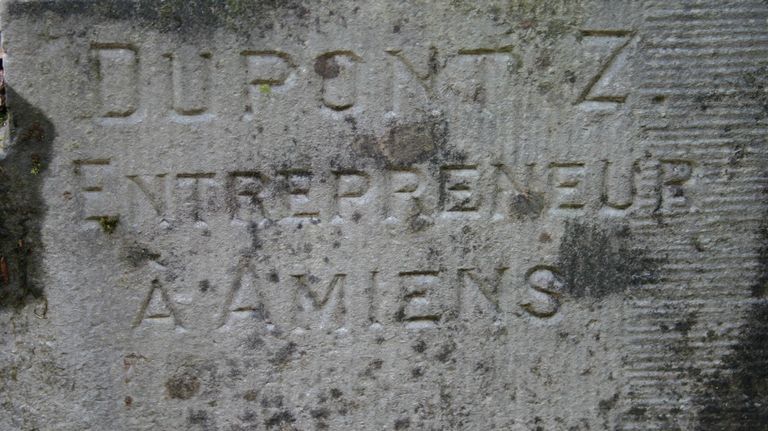 DUPONT Z.
ENTREPRENEUR
À AMIENS